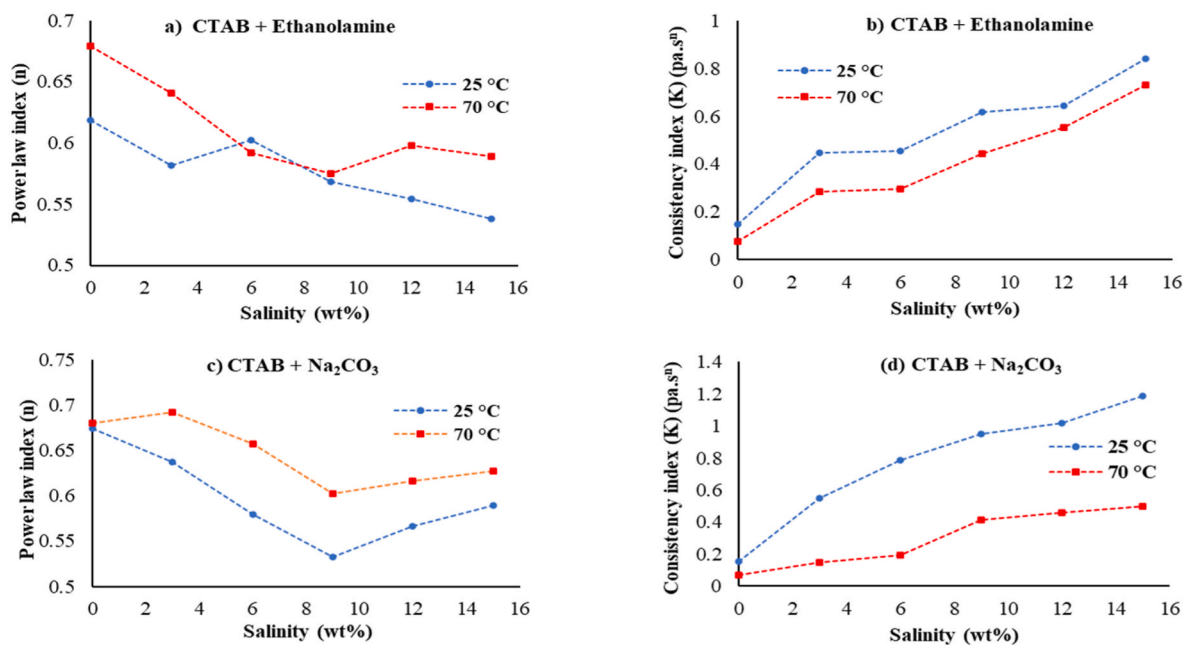 a) CTAB + Ethanolamine
Power law index (n)
0.7
0.65
0.6
0.55
0.5
25 °C
70 °C
0 2 4 6 8 10 12 14 16
Salinity (wt%)
b) CTAB + Ethanolamine
Consistency index (K) (pa.sⁿ)
1
0.8
0.6
0.4
0.2
0
25 °C
70 °C
0 2 4 6 8 10 12 14 16
Salinity (wt%)
c) CTAB + Na₂CO₃
Power law index (n)
0.75
0.7
0.65
0.6
0.55
0.5
25 °C
70 °C
0 2 4 6 8 10 12 14 16
Salinity (wt%)
(d) CTAB + Na₂CO₃
Consistency index (K) (pa.sⁿ)
1.4
1.2
1
0.8
0.6
0.4
0.2
0
25 °C
70 °C
0 2 4 6 8 10 12 14 16
Salinity (wt%)